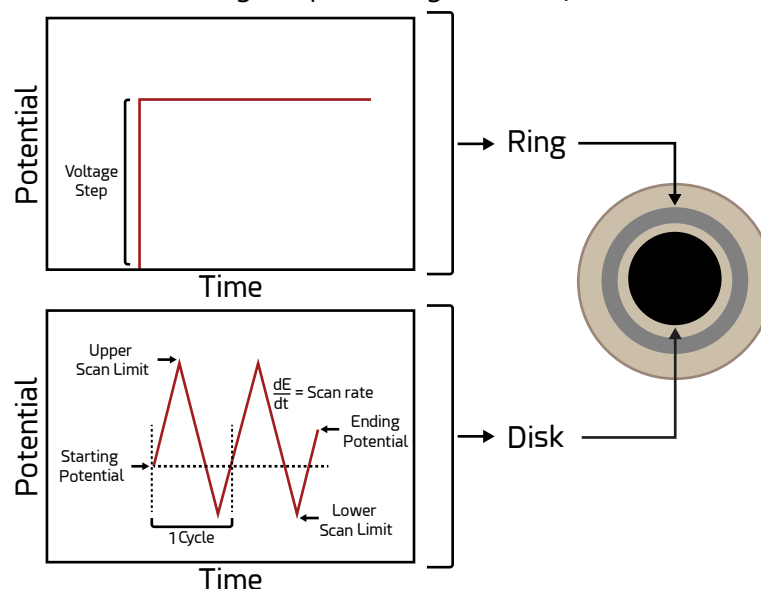 Potential
Voltage
Step
Time
Ring
Potential
Upper
Scan Limit
dE
dt
= Scan rate
Ending
Potential
Starting
Potential
Lower
Scan Limit
1 Cycle
Time
Disk